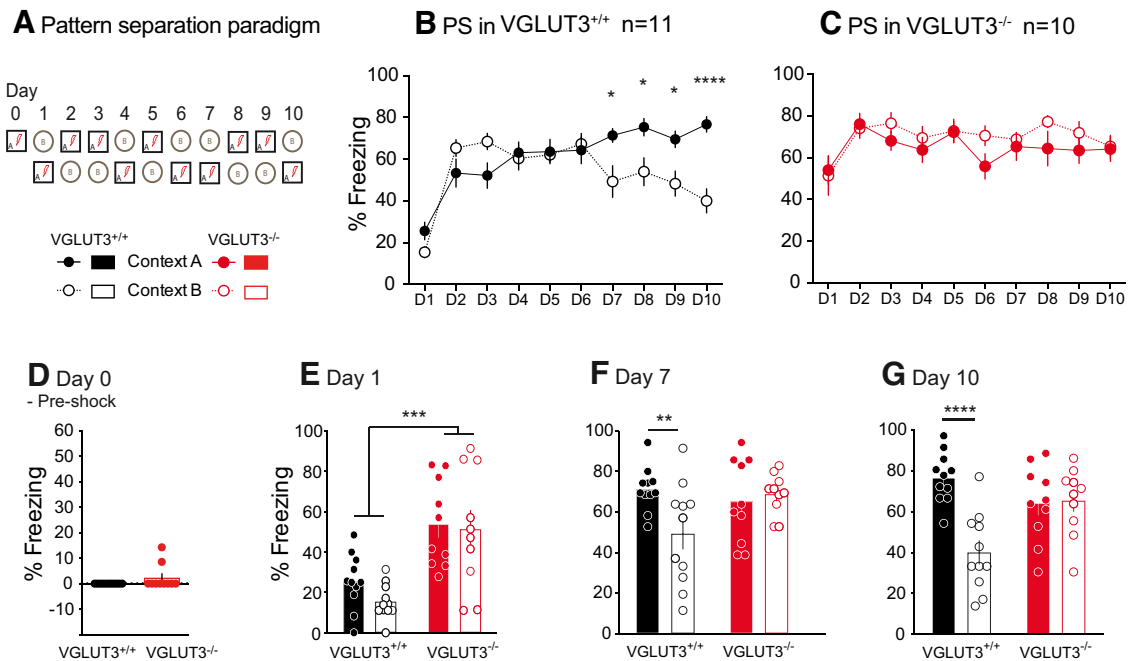 A Pattern separation paradigm
Day
0 1 2 3 4 5 6 7 8 9 10
A B A A B A B B A A B
A B B A B A A B B A
VGLUT3+/+ VGLUT3-/-
Context A
Context B
B PS in VGLUT3+/+ n=11
% Freezing
100
80
60
40
20
0
* * * ****
D1 D2 D3 D4 D5 D6 D7 D8 D9 D10
C PS in VGLUT3-/- n=10
100
80
60
40
20
0
D1 D2 D3 D4 D5 D6 D7 D8 D9 D10
D Day 0
- Pre-shock
% Freezing
60
50
40
30
20
10
0
-10
VGLUT3+/+ VGLUT3-/-
E Day 1
***
100
80
60
40
20
0
VGLUT3+/+ VGLUT3-/-
F Day 7
**
100
80
60
40
20
0
VGLUT3+/+ VGLUT3-/-
G Day 10
****
100
80
60
40
20
0
VGLUT3+/+ VGLUT3-/-